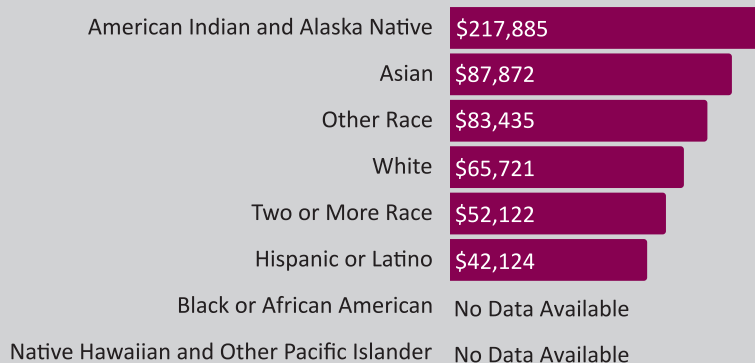 American Indian and Alaska Native $217,885
Asian $87,872
Other Race $83,435
White $65,721
Two or More Race $52,122
Hispanic or Latino $42,124
Black or African American No Data Available
Native Hawaiian and Other Pacific Islander No Data Available